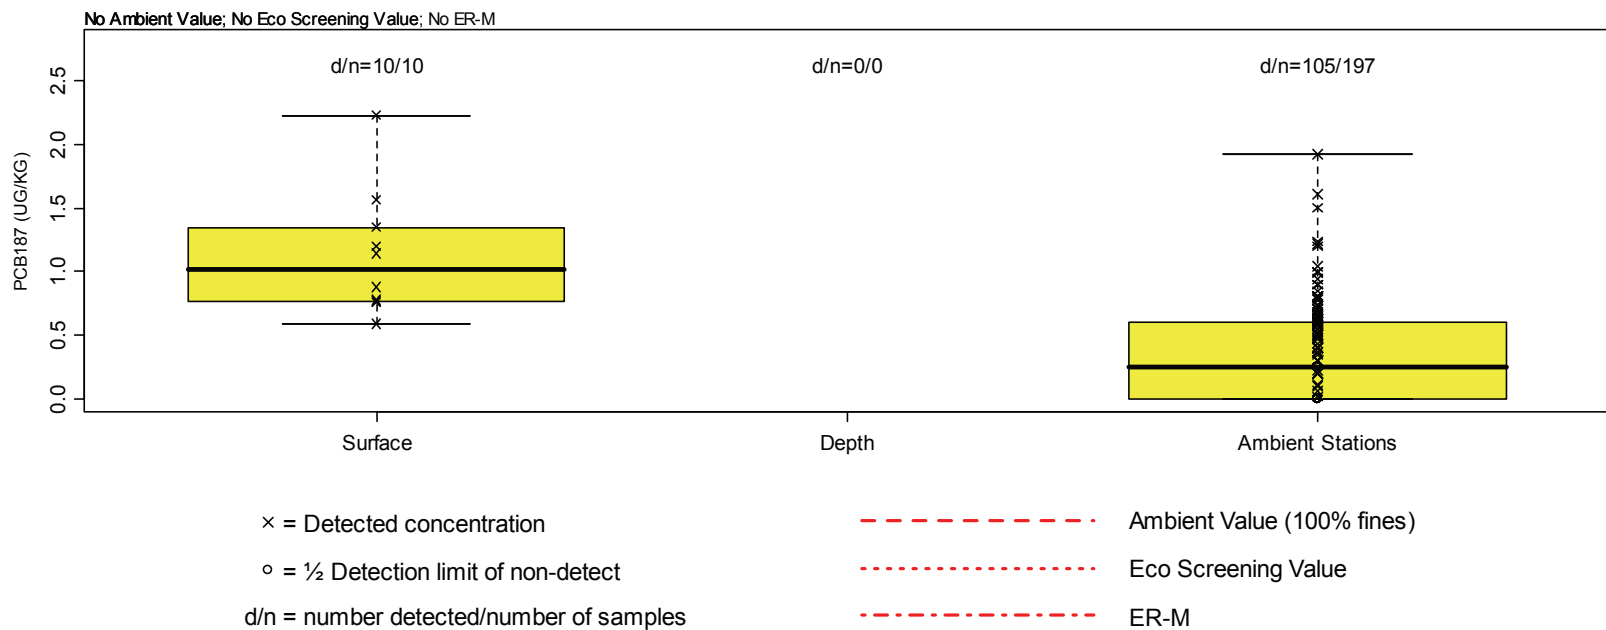 No Ambient Value; No Eco Screening Value; No ER-M
d/n=10/10
d/n=0/0
d/n=105/197
PCB187 (UG/KG)
2.5
2.0
1.5
1.0
0.5
0.0
Surface
Depth
Ambient Stations
× = Detected concentration
o = ½ Detection limit of non-detect
d/n = number detected/number of samples
Ambient Value (100% fines)
Eco Screening Value
ER-M